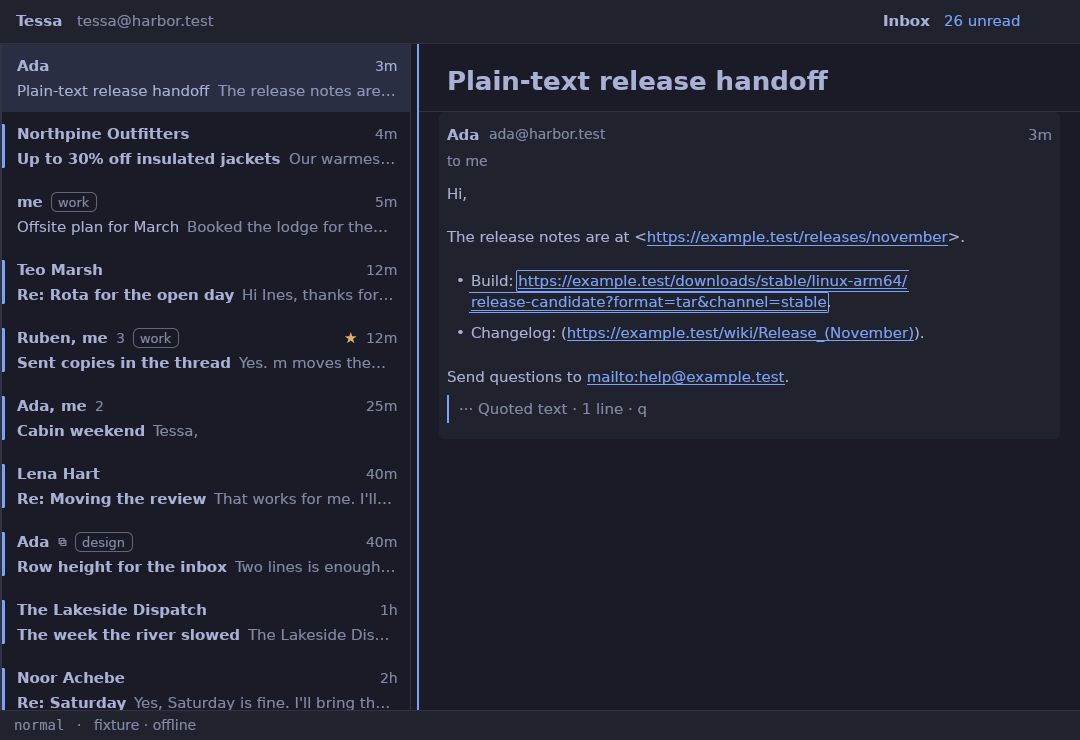 Tessa tessa@harbor.test
Inbox 26 unread
Ada 3m
Plain-text release handoff The release notes are…
Northpine Outfitters 4m
Up to 30% off insulated jackets Our warmes…
me work 5m
Offsite plan for March Booked the lodge for the…
Teo Marsh 12m
Re: Rota for the open day Hi Ines, thanks for…
Ruben, me 3 work ★ 12m
Sent copies in the thread Yes. m moves the…
Ada, me 2 25m
Cabin weekend Tessa,
Lena Hart 40m
Re: Moving the review That works for me. I'll…
Ada design 40m
Row height for the inbox Two lines is enough…
The Lakeside Dispatch 1h
The week the river slowed The Lakeside Dis…
Noor Achebe 2h
Re: Saturday Yes, Saturday is fine. I'll bring th…
Plain-text release handoff
Ada ada@harbor.test 3m
to me
Hi,
The release notes are at <https://example.test/releases/november>.
• Build: https://example.test/downloads/stable/linux-arm64/
release-candidate?format=tar&channel=stable.
• Changelog: (https://example.test/wiki/Release_(November)).
Send questions to mailto:help@example.test.
··· Quoted text · 1 line · q
normal · fixture · offline